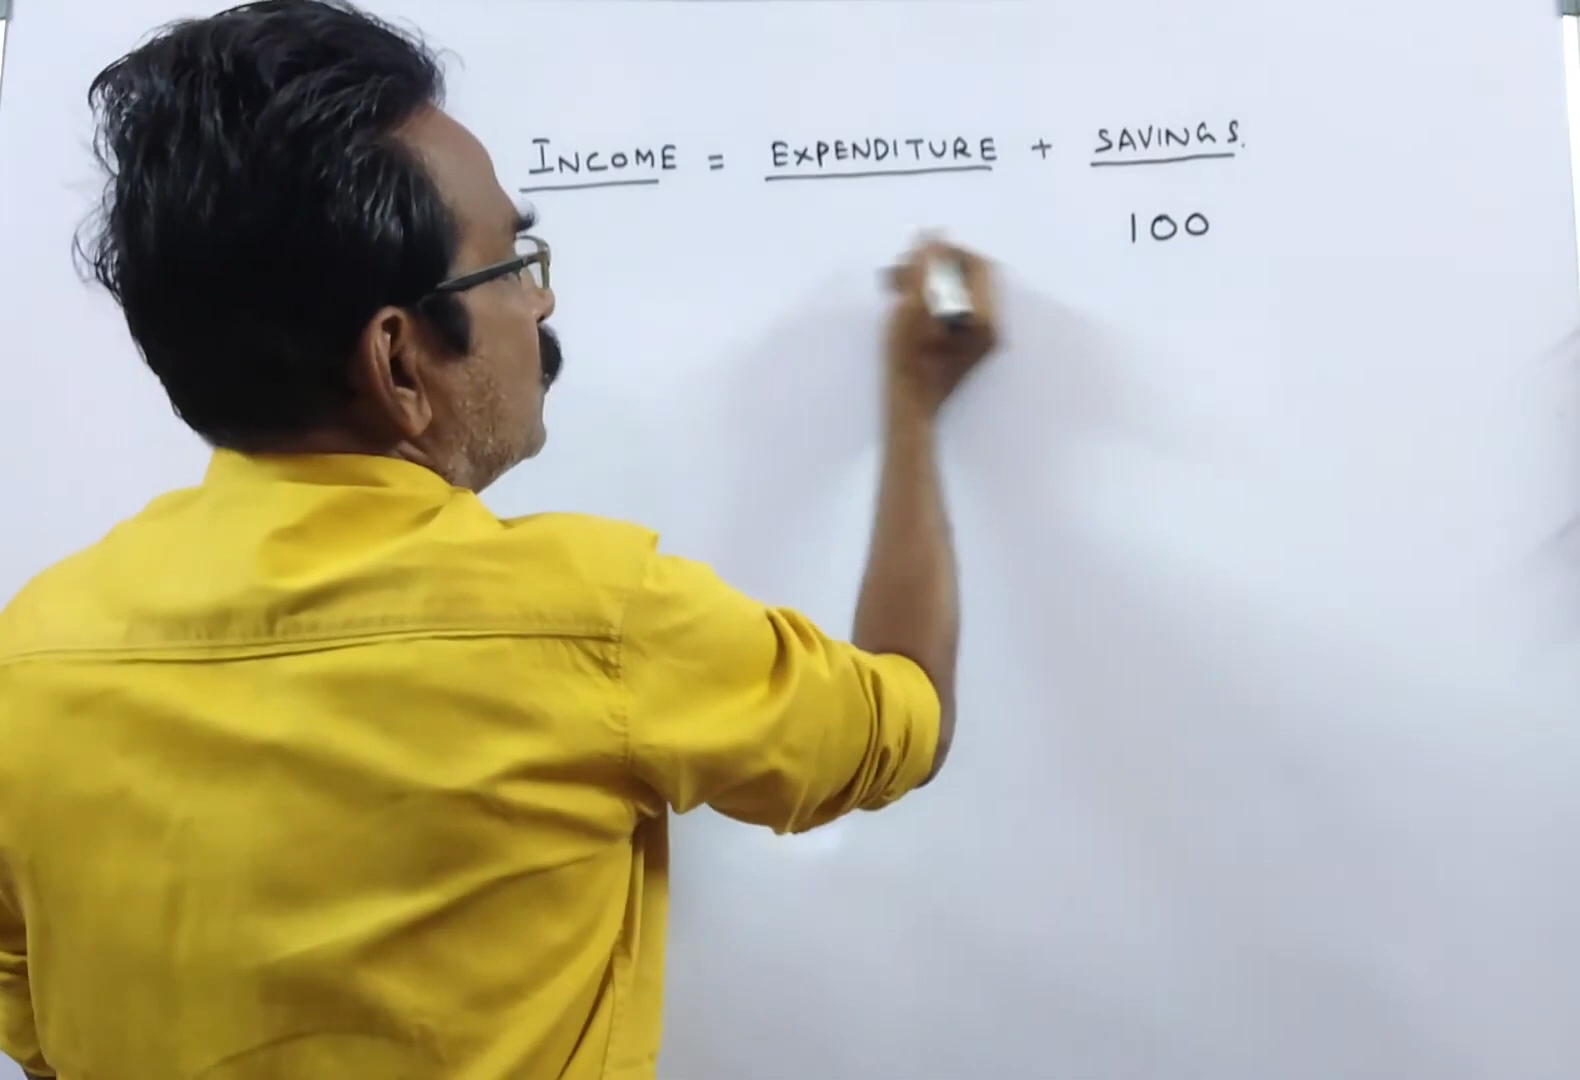 INCOME = EXPENDITURE + SAVINGS.
100